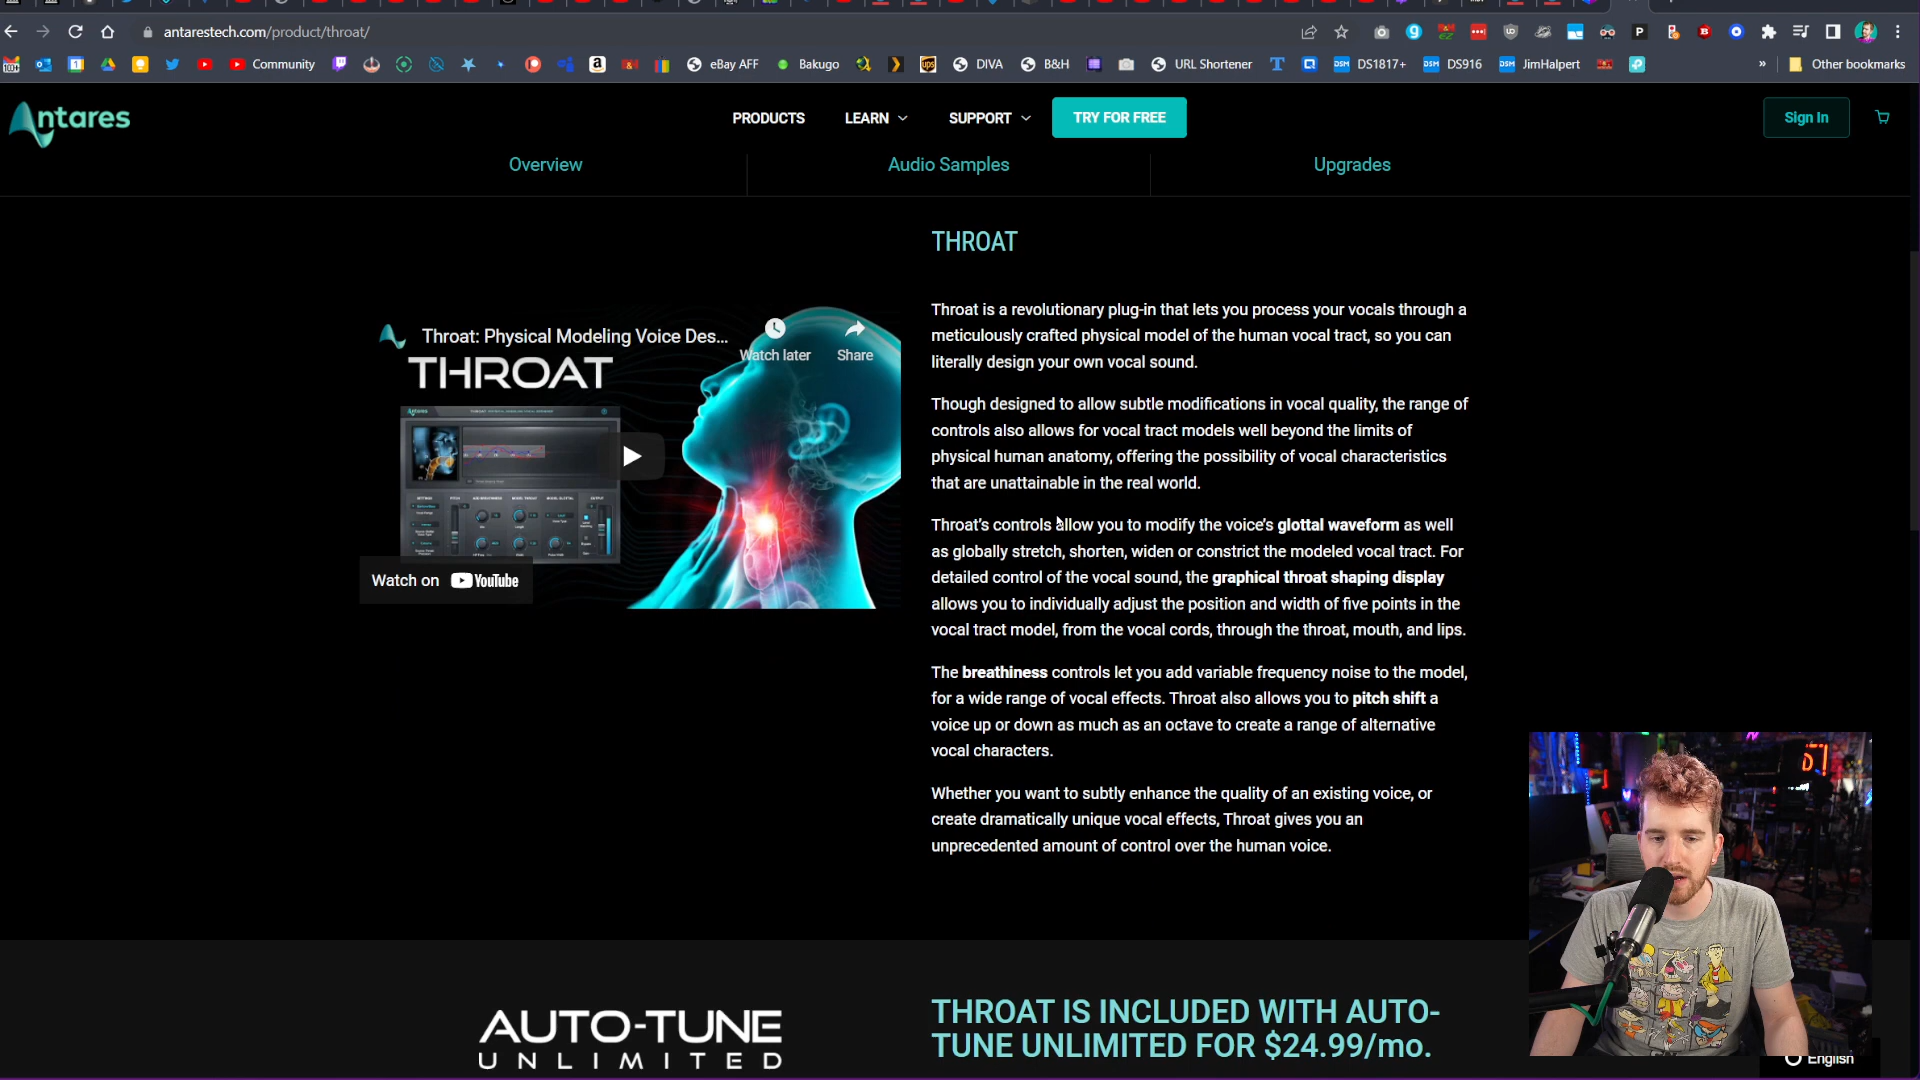 antarestech.com/product/throat/
Community
eBay AFF
Bakugo
DIVA
B&H
URL Shortener
DS1817+
DS916
JimHalpert
»
Other bookmarks
Antares
PRODUCTS
LEARN
SUPPORT
TRY FOR FREE
Sign In
Overview
Audio Samples
Upgrades
THROAT
Throat: Physical Modeling Voice Des...
Watch later
Share
THROAT
Watch on YouTube
Throat is a revolutionary plug-in that lets you process your vocals through a
meticulously crafted physical model of the human vocal tract, so you can
literally design your own vocal sound.
Though designed to allow subtle modifications in vocal quality, the range of
controls also allows for vocal tract models well beyond the limits of
physical human anatomy, offering the possibility of vocal characteristics
that are unattainable in the real world.
Throat's controls allow you to modify the voice's glottal waveform as well
as globally stretch, shorten, widen or constrict the modeled vocal tract. For
detailed control of the vocal sound, the graphical throat shaping display
allows you to individually adjust the position and width of five points in the
vocal tract model, from the vocal cords, through the throat, mouth, and lips.
The breathiness controls let you add variable frequency noise to the model,
for a wide range of vocal effects. Throat also allows you to pitch shift a
voice up or down as much as an octave to create a range of alternative
vocal characters.
Whether you want to subtly enhance the quality of an existing voice, or
create dramatically unique vocal effects, Throat gives you an
unprecedented amount of control over the human voice.
AUTO-TUNE
UNLIMITED
THROAT IS INCLUDED WITH AUTO-
TUNE UNLIMITED FOR $24.99/mo.
English